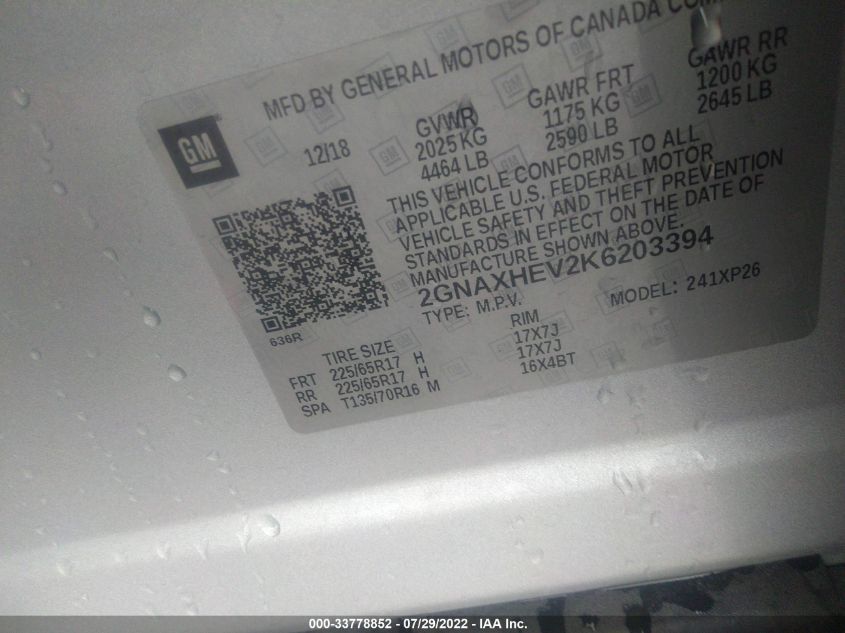 MFD BY GENERAL MOTORS OF CANADA
GM
12/18
GVWR
2025 KG
4464 LB
GAWR FRT
1175 KG
2590 LB
GAWR RR
1200 KG
2645 LB
THIS VEHICLE CONFORMS TO ALL
APPLICABLE U.S. FEDERAL MOTOR
VEHICLE SAFETY AND THEFT PREVENTION
STANDARDS IN EFFECT ON THE DATE OF
MANUFACTURE SHOWN ABOVE.
2GNAXHEV2K6203394
TYPE: M.P.V. MODEL: 241XP26
636R
TIRE SIZE RIM
FRT 225/65R17 H 17X7J
RR 225/65R17 H 17X7J
SPA T135/70R16 M 16X4BT
000-33778852 - 07/29/2022 - IAA Inc.